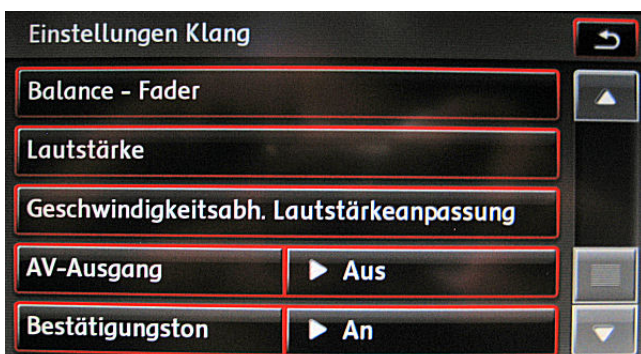 Einstellungen Klang
Balance - Fader
Lautstärke
Geschwindigkeitsabh. Lautstärkeanpassung
AV-Ausgang ▶ Aus
Bestätigungston ▶ An